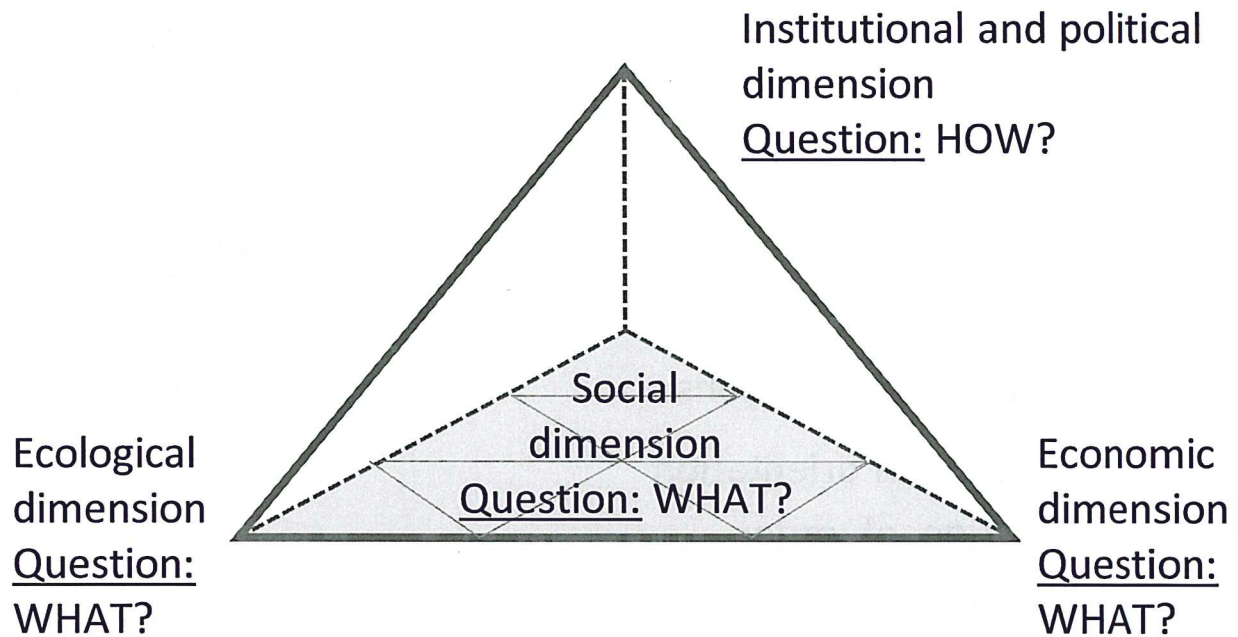 Institutional and political
dimension
Question: HOW?
Social
dimension
Question: WHAT?
Ecological
dimension
Question:
WHAT?
Economic
dimension
Question:
WHAT?